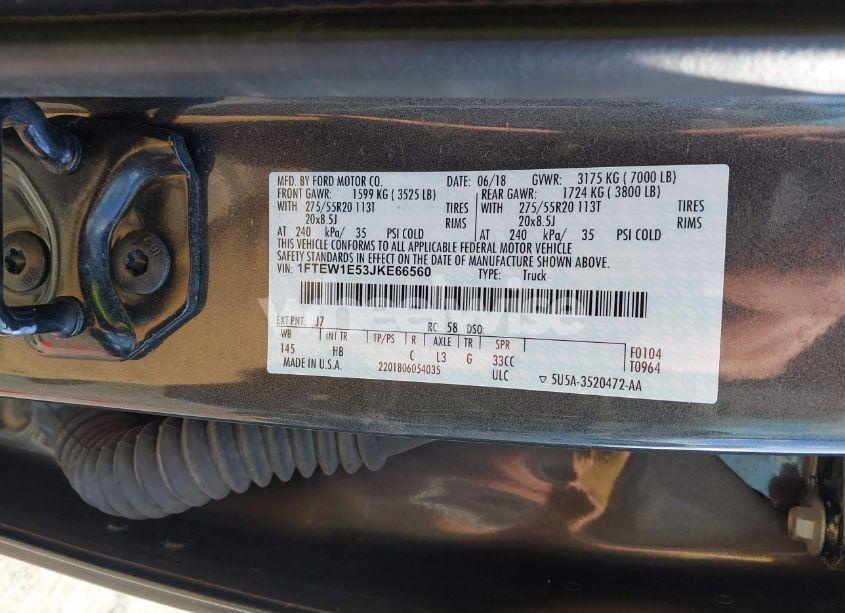 MFD. BY FORD MOTOR CO. DATE: 06/18 GVWR: 3175 KG ( 7000 LB)
FRONT GAWR: 1599 KG ( 3525 LB) REAR GAWR: 1724 KG ( 3800 LB)
WITH 275/55R20 113T TIRES WITH 275/55R20 113T TIRES
20x8.5J RIMS 20x8.5J RIMS
AT 240 kPa/ 35 PSI COLD AT 240 kPa/ 35 PSI COLD
THIS VEHICLE CONFORMS TO ALL APPLICABLE FEDERAL MOTOR VEHICLE
SAFETY STANDARDS IN EFFECT ON THE DATE OF MANUFACTURE SHOWN ABOVE.
VIN: 1FTEW1E53JKE66560 TYPE: Truck
wheelwise
EXT PNT: J7 RC: 58 DSO:
WB INT TR TP/PS R AXLE TR SPR
145 HB C L3 G 33CC F0104
MADE IN U.S.A. 2201806054035 ULC ▽ 5U5A-3520472-AA T0964